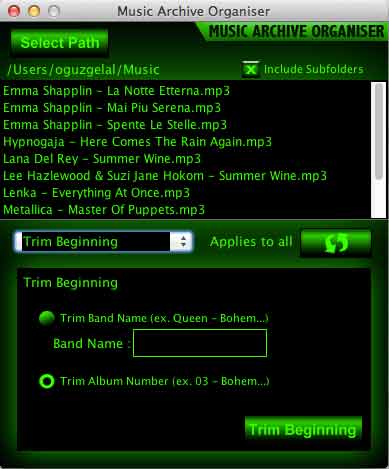 Music Archive Organiser
MUSIC ARCHIVE ORGANISER
Select Path
/Users/oguzgelal/Music
Include Subfolders
Emma Shapplin - La Notte Etterna.mp3
Emma Shapplin - Mai Piu Serena.mp3
Emma Shapplin - Spente Le Stelle.mp3
Hypnogaja - Here Comes The Rain Again.mp3
Lana Del Rey - Summer Wine.mp3
Lee Hazlewood & Suzi Jane Hokom - Summer Wine.mp3
Lenka - Everything At Once.mp3
Metallica - Master Of Puppets.mp3
Trim Beginning
Applies to all
Trim Beginning
Trim Band Name (ex. Queen - Bohem...)
Band Name :
Trim Album Number (ex. 03 - Bohem...)
Trim Beginning